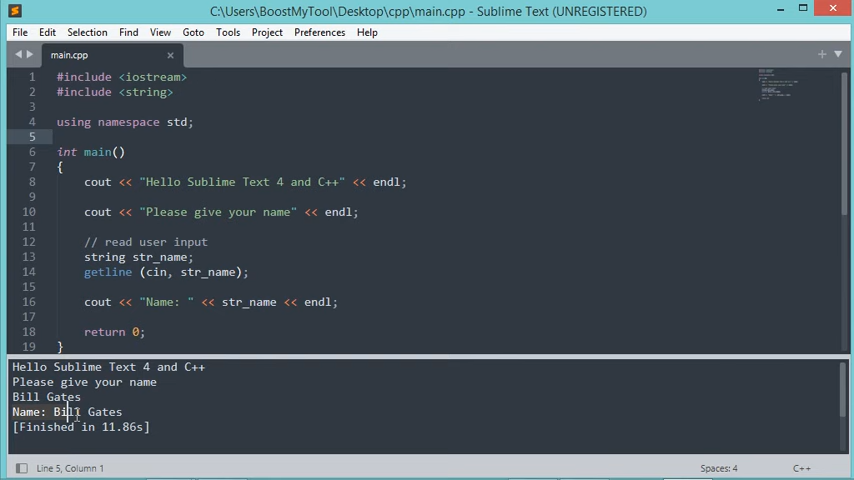 C:\Users\BoostMyTool\Desktop\cpp\main.cpp - Sublime Text (UNREGISTERED)
File Edit Selection Find View Goto Tools Project Preferences Help
main.cpp
1 #include <iostream>
2 #include <string>
3
4 using namespace std;
5
6 int main()
7 {
8 cout << "Hello Sublime Text 4 and C++" << endl;
9
10 cout << "Please give your name" << endl;
11
12 // read user input
13 string str_name;
14 getline (cin, str_name);
15
16 cout << "Name: " << str_name << endl;
17
18 return 0;
19 }
Hello Sublime Text 4 and C++
Please give your name
Bill Gates
Name: Bill Gates
[Finished in 11.86s]
Line 5, Column 1 Spaces: 4 C++